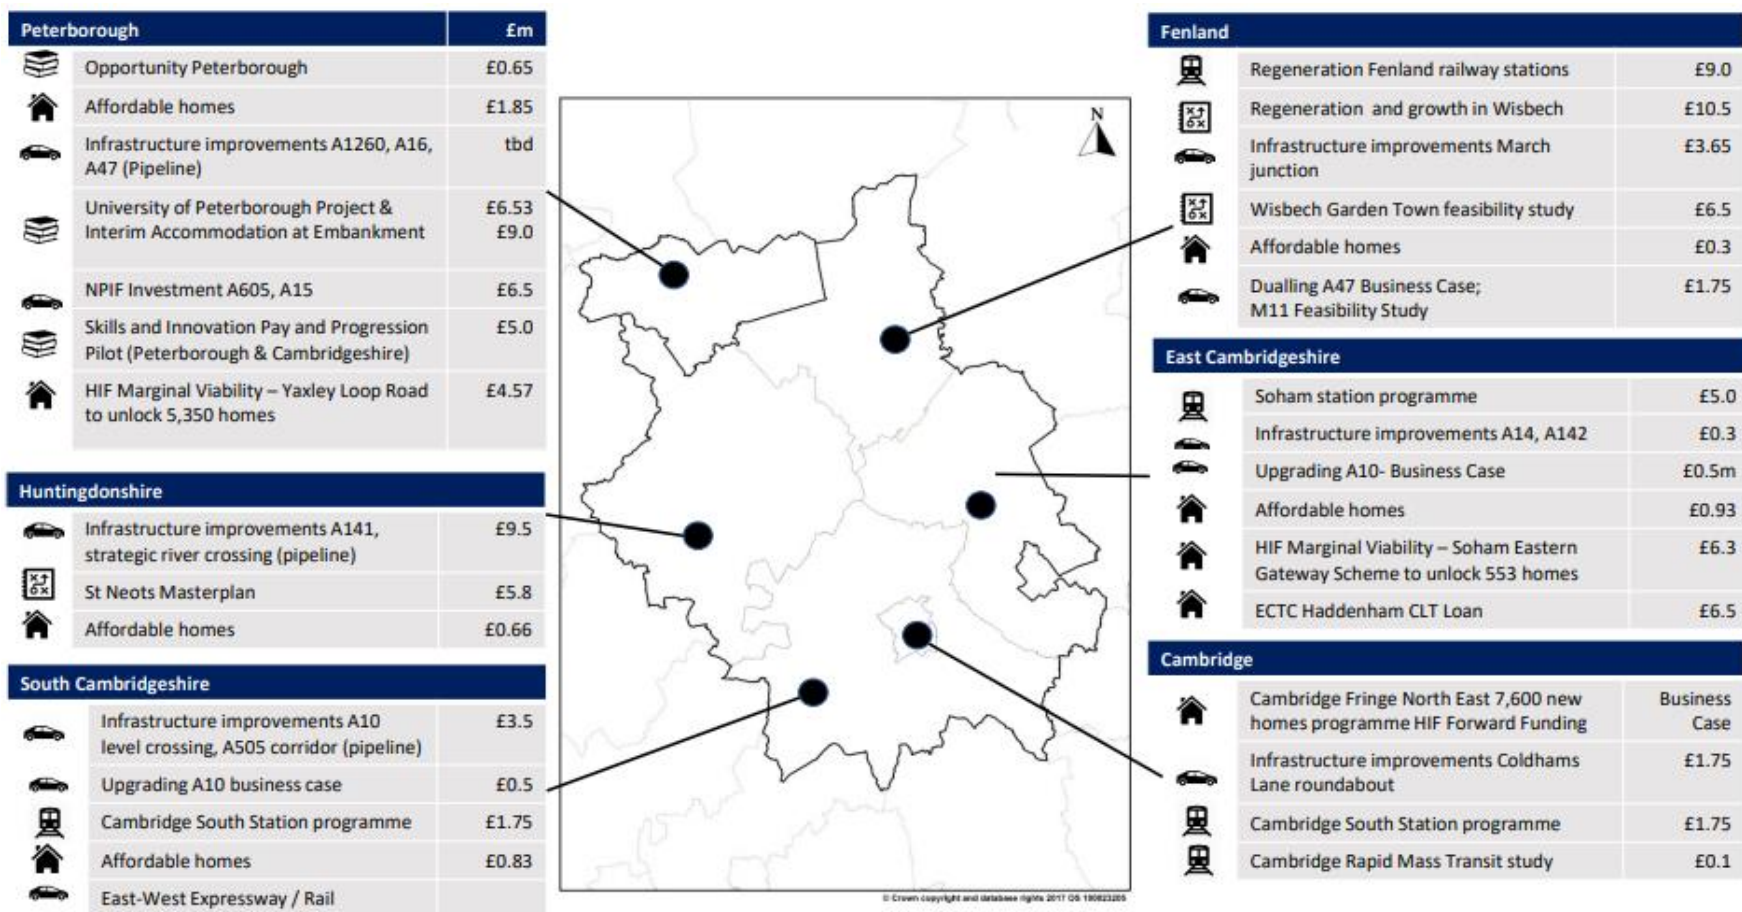 Peterborough £m
Opportunity Peterborough £0.65
Affordable homes £1.85
Infrastructure improvements A1260, A16, tbd
A47 (Pipeline)
University of Peterborough Project & £6.53
Interim Accommodation at Embankment £9.0
NPIF Investment A605, A15 £6.5
Skills and Innovation Pay and Progression £5.0
Pilot (Peterborough & Cambridgeshire)
HIF Marginal Viability – Yaxley Loop Road £4.57
to unlock 5,350 homes
Huntingdonshire
Infrastructure improvements A141, £9.5
strategic river crossing (pipeline)
St Neots Masterplan £5.8
Affordable homes £0.66
South Cambridgeshire
Infrastructure improvements A10 £3.5
level crossing, A505 corridor (pipeline)
Upgrading A10 business case £0.5
Cambridge South Station programme £1.75
Affordable homes £0.83
East-West Expressway / Rail
N
© Crown copyright and database rights 2017 OS 100023205
Fenland
Regeneration Fenland railway stations £9.0
Regeneration and growth in Wisbech £10.5
Infrastructure improvements March £3.65
junction
Wisbech Garden Town feasibility study £6.5
Affordable homes £0.3
Dualling A47 Business Case; £1.75
M11 Feasibility Study
East Cambridgeshire
Soham station programme £5.0
Infrastructure improvements A14, A142 £0.3
Upgrading A10- Business Case £0.5m
Affordable homes £0.93
HIF Marginal Viability – Soham Eastern £6.3
Gateway Scheme to unlock 553 homes
ECTC Haddenham CLT Loan £6.5
Cambridge
Cambridge Fringe North East 7,600 new Business
homes programme HIF Forward Funding Case
Infrastructure improvements Coldhams £1.75
Lane roundabout
Cambridge South Station programme £1.75
Cambridge Rapid Mass Transit study £0.1